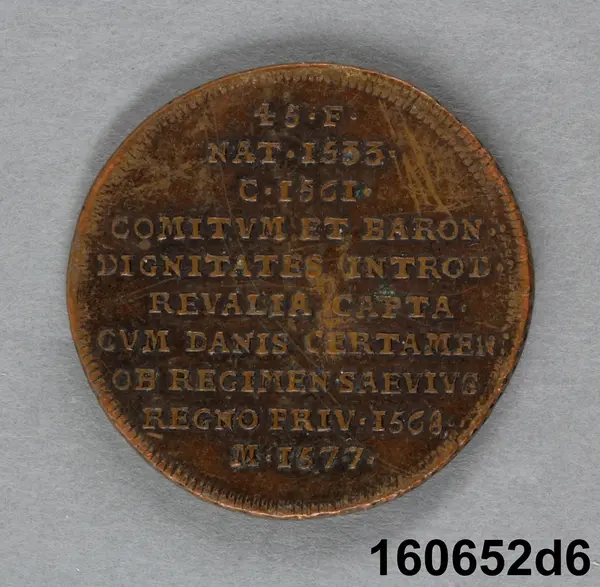 45·F·
NAT·1533·
C·1561·
COMITVM ET BARON:
DIGNITATES INTROD·
REVALIA CAPTA·
CVM DANIS CERTAMEN:
OB REGIMEN SAEVIVS
REGNO PRIV·1568·
M·1577·
160652d6